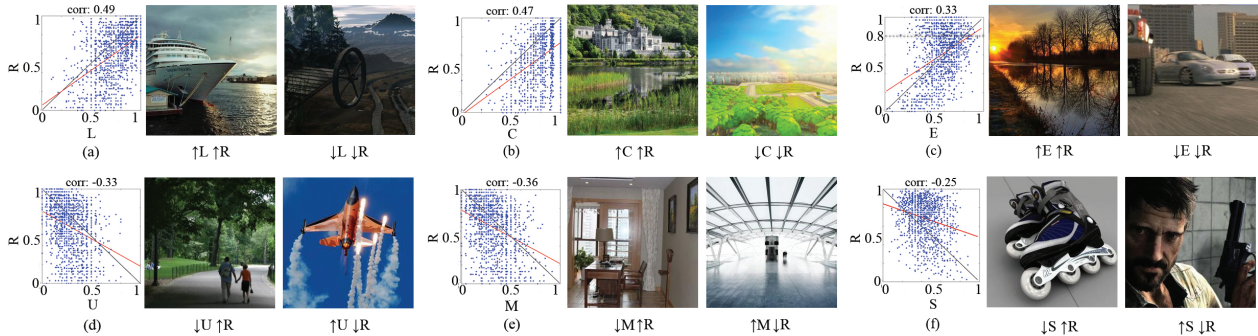 corr: 0.49
1
R
0.5
0
0
0.5
1
L
(a)
↑L ↑R
↓L ↓R
corr: 0.47
1
R
0.5
0
0
0.5
1
C
(b)
↑C ↑R
↓C ↓R
corr: 0.33
1
0.8
R
0.5
0
0
0.5
1
E
(c)
↑E ↑R
↓E ↓R
corr: -0.33
1
R
0.5
0
0
0.5
1
U
(d)
↓U ↑R
↑U ↓R
corr: -0.36
1
R
0.5
0
0
0.5
1
M
(e)
↓M↑R
↑M ↓R
corr: -0.25
1
R
0.5
0
0
0.5
1
S
(f)
↓S ↑R
↑S ↓R